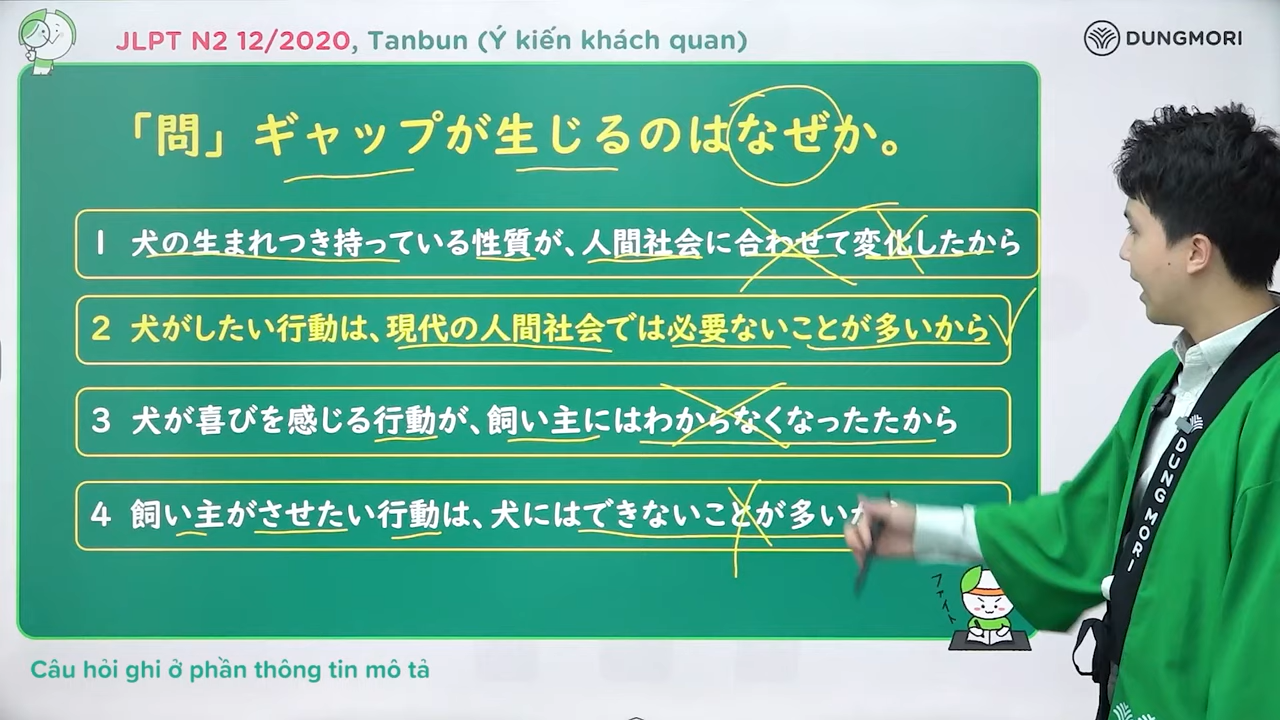 JLPT N2 12/2020, Tanbun (Ý kiến khách quan)
DUNGMORI
「問」ギャップが生じるのはなぜか。
1 犬の生まれつき持っている性質が、人間社会に合わせて変化したから
2 犬がしたい行動は、現代の人間社会では必要ないことが多いから
3 犬が喜びを感じる行動が、飼い主にはわからなくなったたから
4 飼い主がさせたい行動は、犬にはできないことが多い
DUNG MORI
ファイト
Câu hỏi ghi ở phần thông tin mô tả